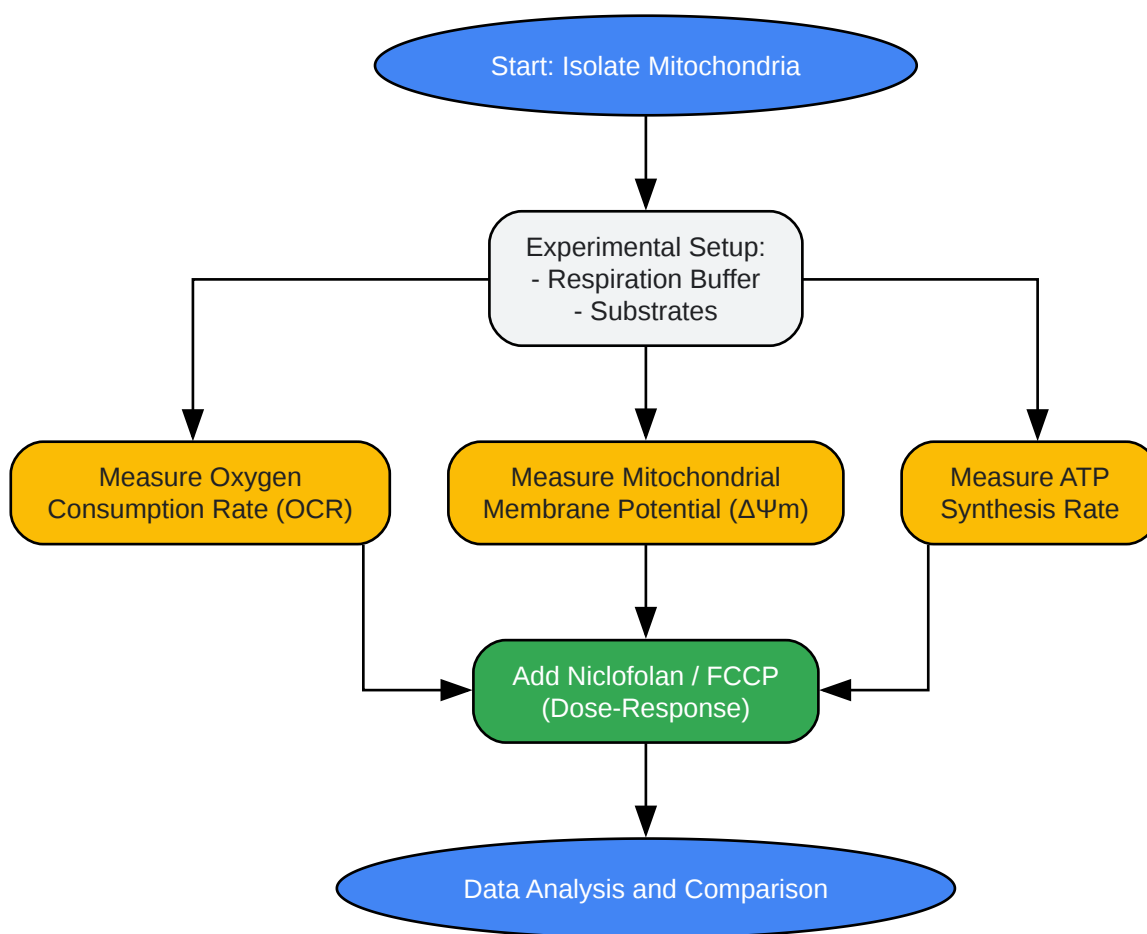 Start: Isolate Mitochondria
Experimental Setup:
- Respiration Buffer
- Substrates
Measure Oxygen
Consumption Rate (OCR)
Measure Mitochondrial
Membrane Potential (ΔΨm)
Measure ATP
Synthesis Rate
Add Niclofolan / FCCP
(Dose-Response)
Data Analysis and Comparison